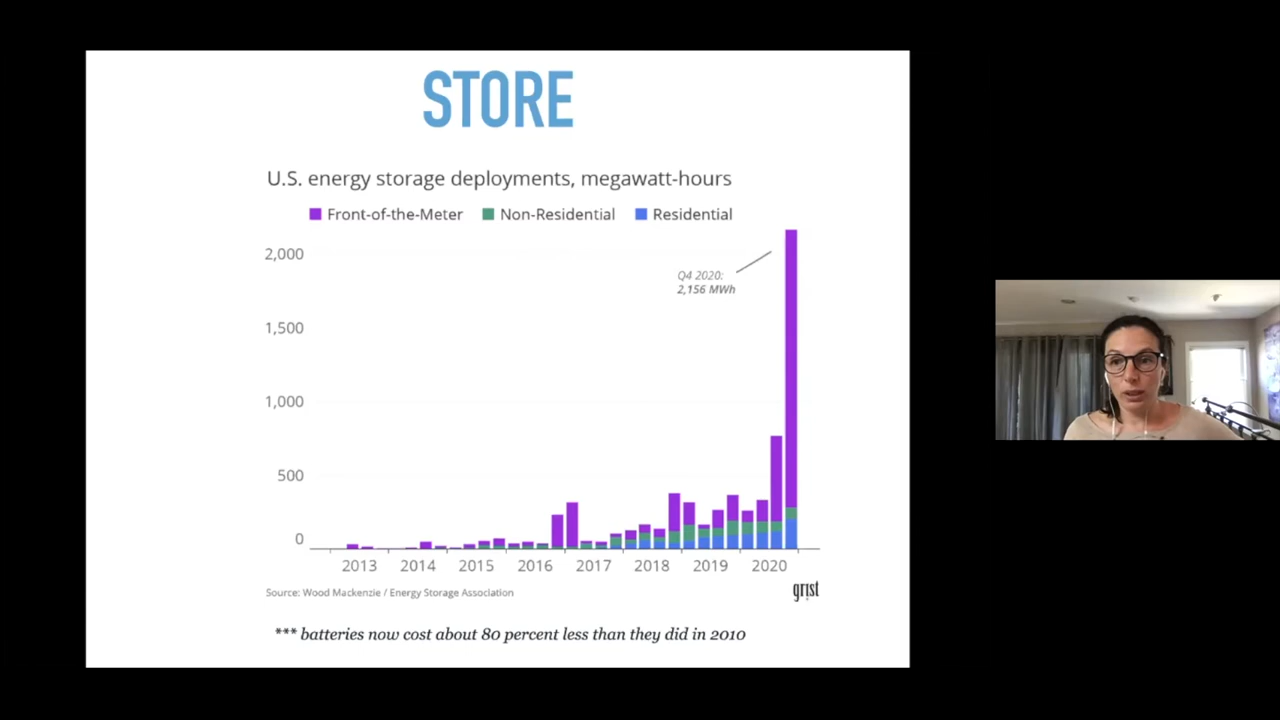 STORE
U.S. energy storage deployments, megawatt-hours
Front-of-the-Meter Non-Residential Residential
2,000
Q4 2020:
2,156 MWh
1,500
1,000
500
0
2013 2014 2015 2016 2017 2018 2019 2020
Source: Wood Mackenzie / Energy Storage Association
grist
*** batteries now cost about 80 percent less than they did in 2010